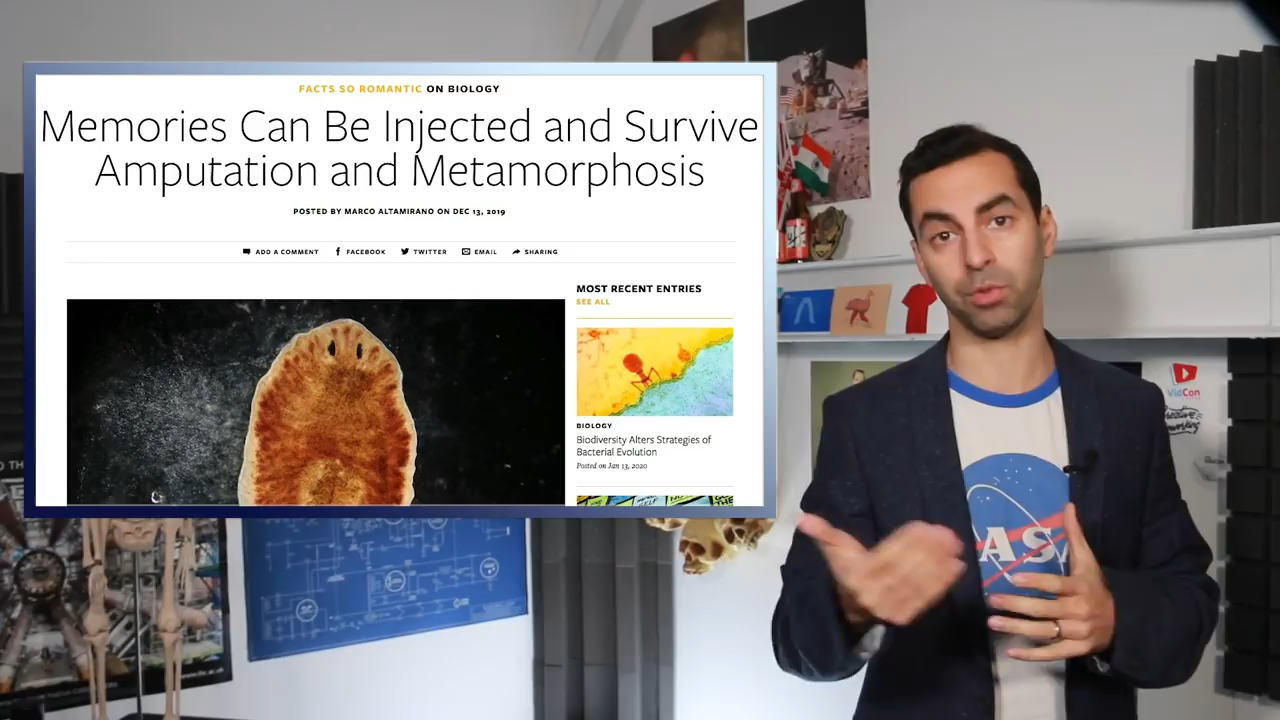 FACTS SO ROMANTIC ON BIOLOGY
Memories Can Be Injected and Survive
Amputation and Metamorphosis
POSTED BY MARCO ALTAMIRANO ON DEC 13, 2019
ADD A COMMENT FACEBOOK TWITTER EMAIL SHARING
MOST RECENT ENTRIES
SEE ALL
BIOLOGY
Biodiversity Alters Strategies of
Bacterial Evolution
Posted on Jan 13, 2020
VidCon